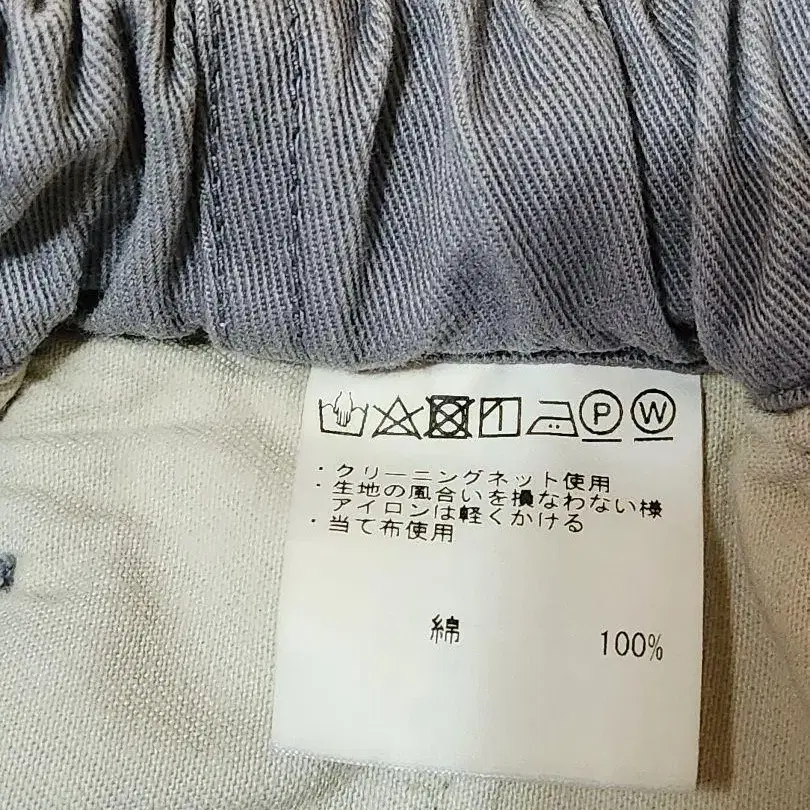 P W
・クリーニングネット使用
・生地の風合いを損なわない様
アイロンは軽くかける
・当て布使用
綿 100%